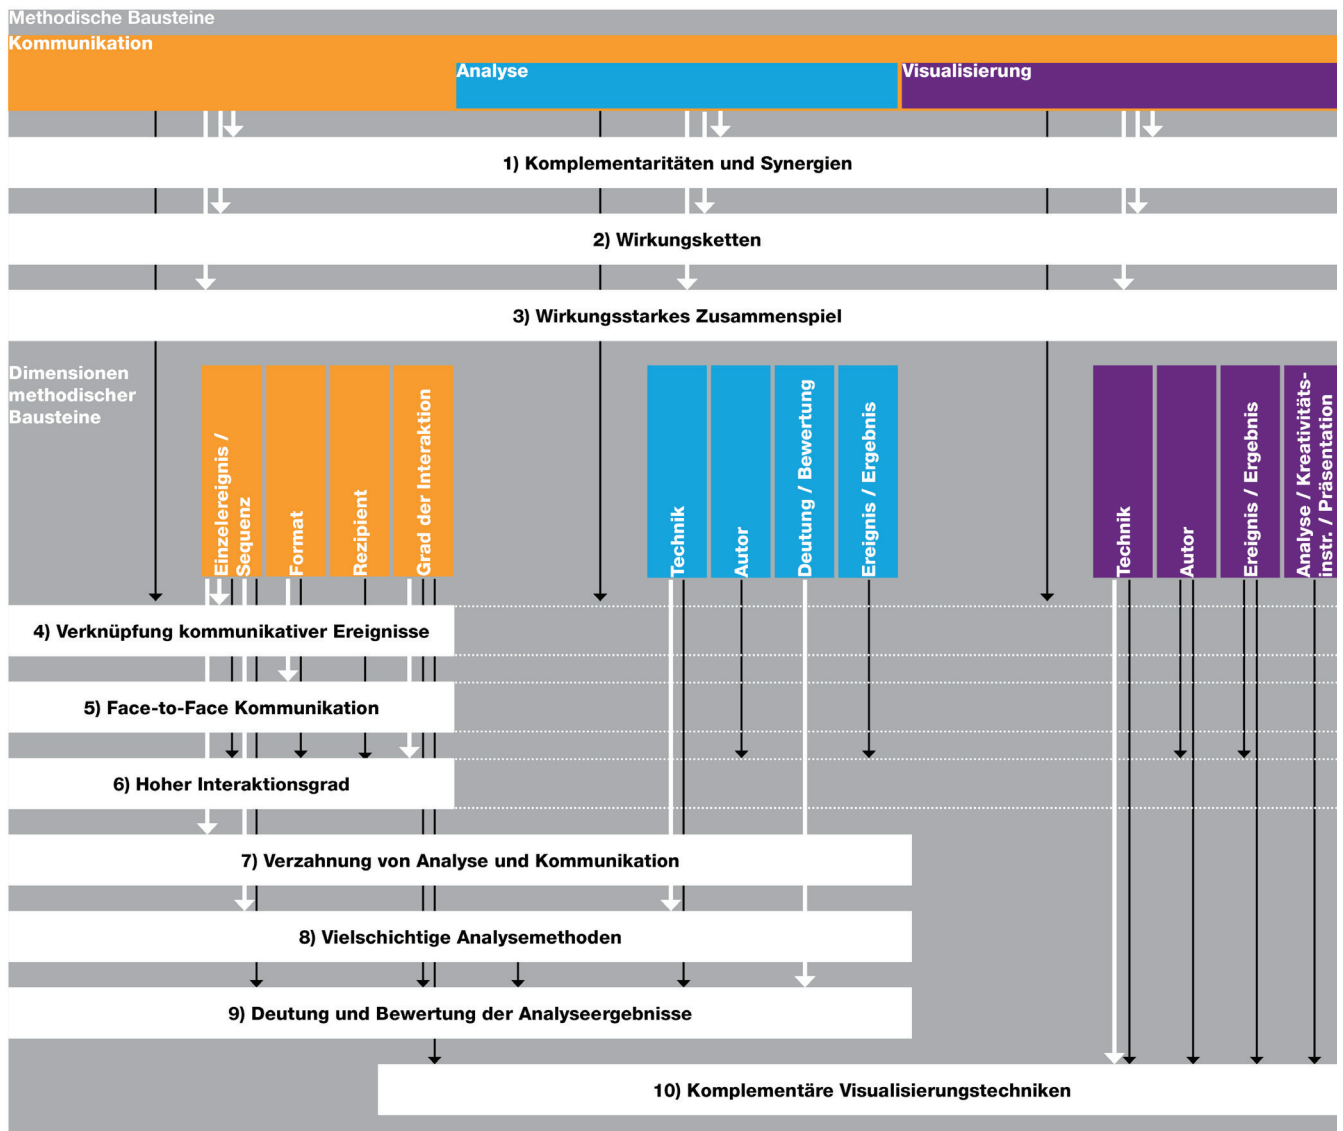 Methodische Bausteine
Kommunikation
Analyse
Visualisierung
1) Komplementaritäten und Synergien
2) Wirkungsketten
3) Wirkungsstarkes Zusammenspiel
Dimensionen
methodischer
Bausteine
Einzelereignis /
Sequenz
Format
Rezipient
Grad der Interaktion
Technik
Autor
Deutung / Bewertung
Ereignis / Ergebnis
Technik
Autor
Ereignis / Ergebnis
Analyse / Kreativitäts-
instr. / Präsentation
4) Verknüpfung kommunikativer Ereignisse
5) Face-to-Face Kommunikation
6) Hoher Interaktionsgrad
7) Verzahnung von Analyse und Kommunikation
8) Vielschichtige Analysemethoden
9) Deutung und Bewertung der Analyseergebnisse
10) Komplementäre Visualisierungstechniken